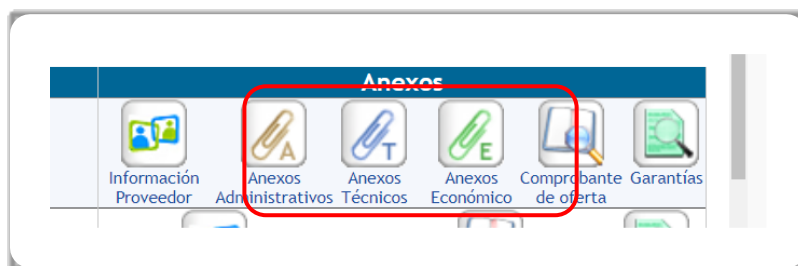 Anexos
A T E
Información Anexos Anexos Anexos Comprobante Garantías
Proveedor Administrativos Técnicos Económico de oferta